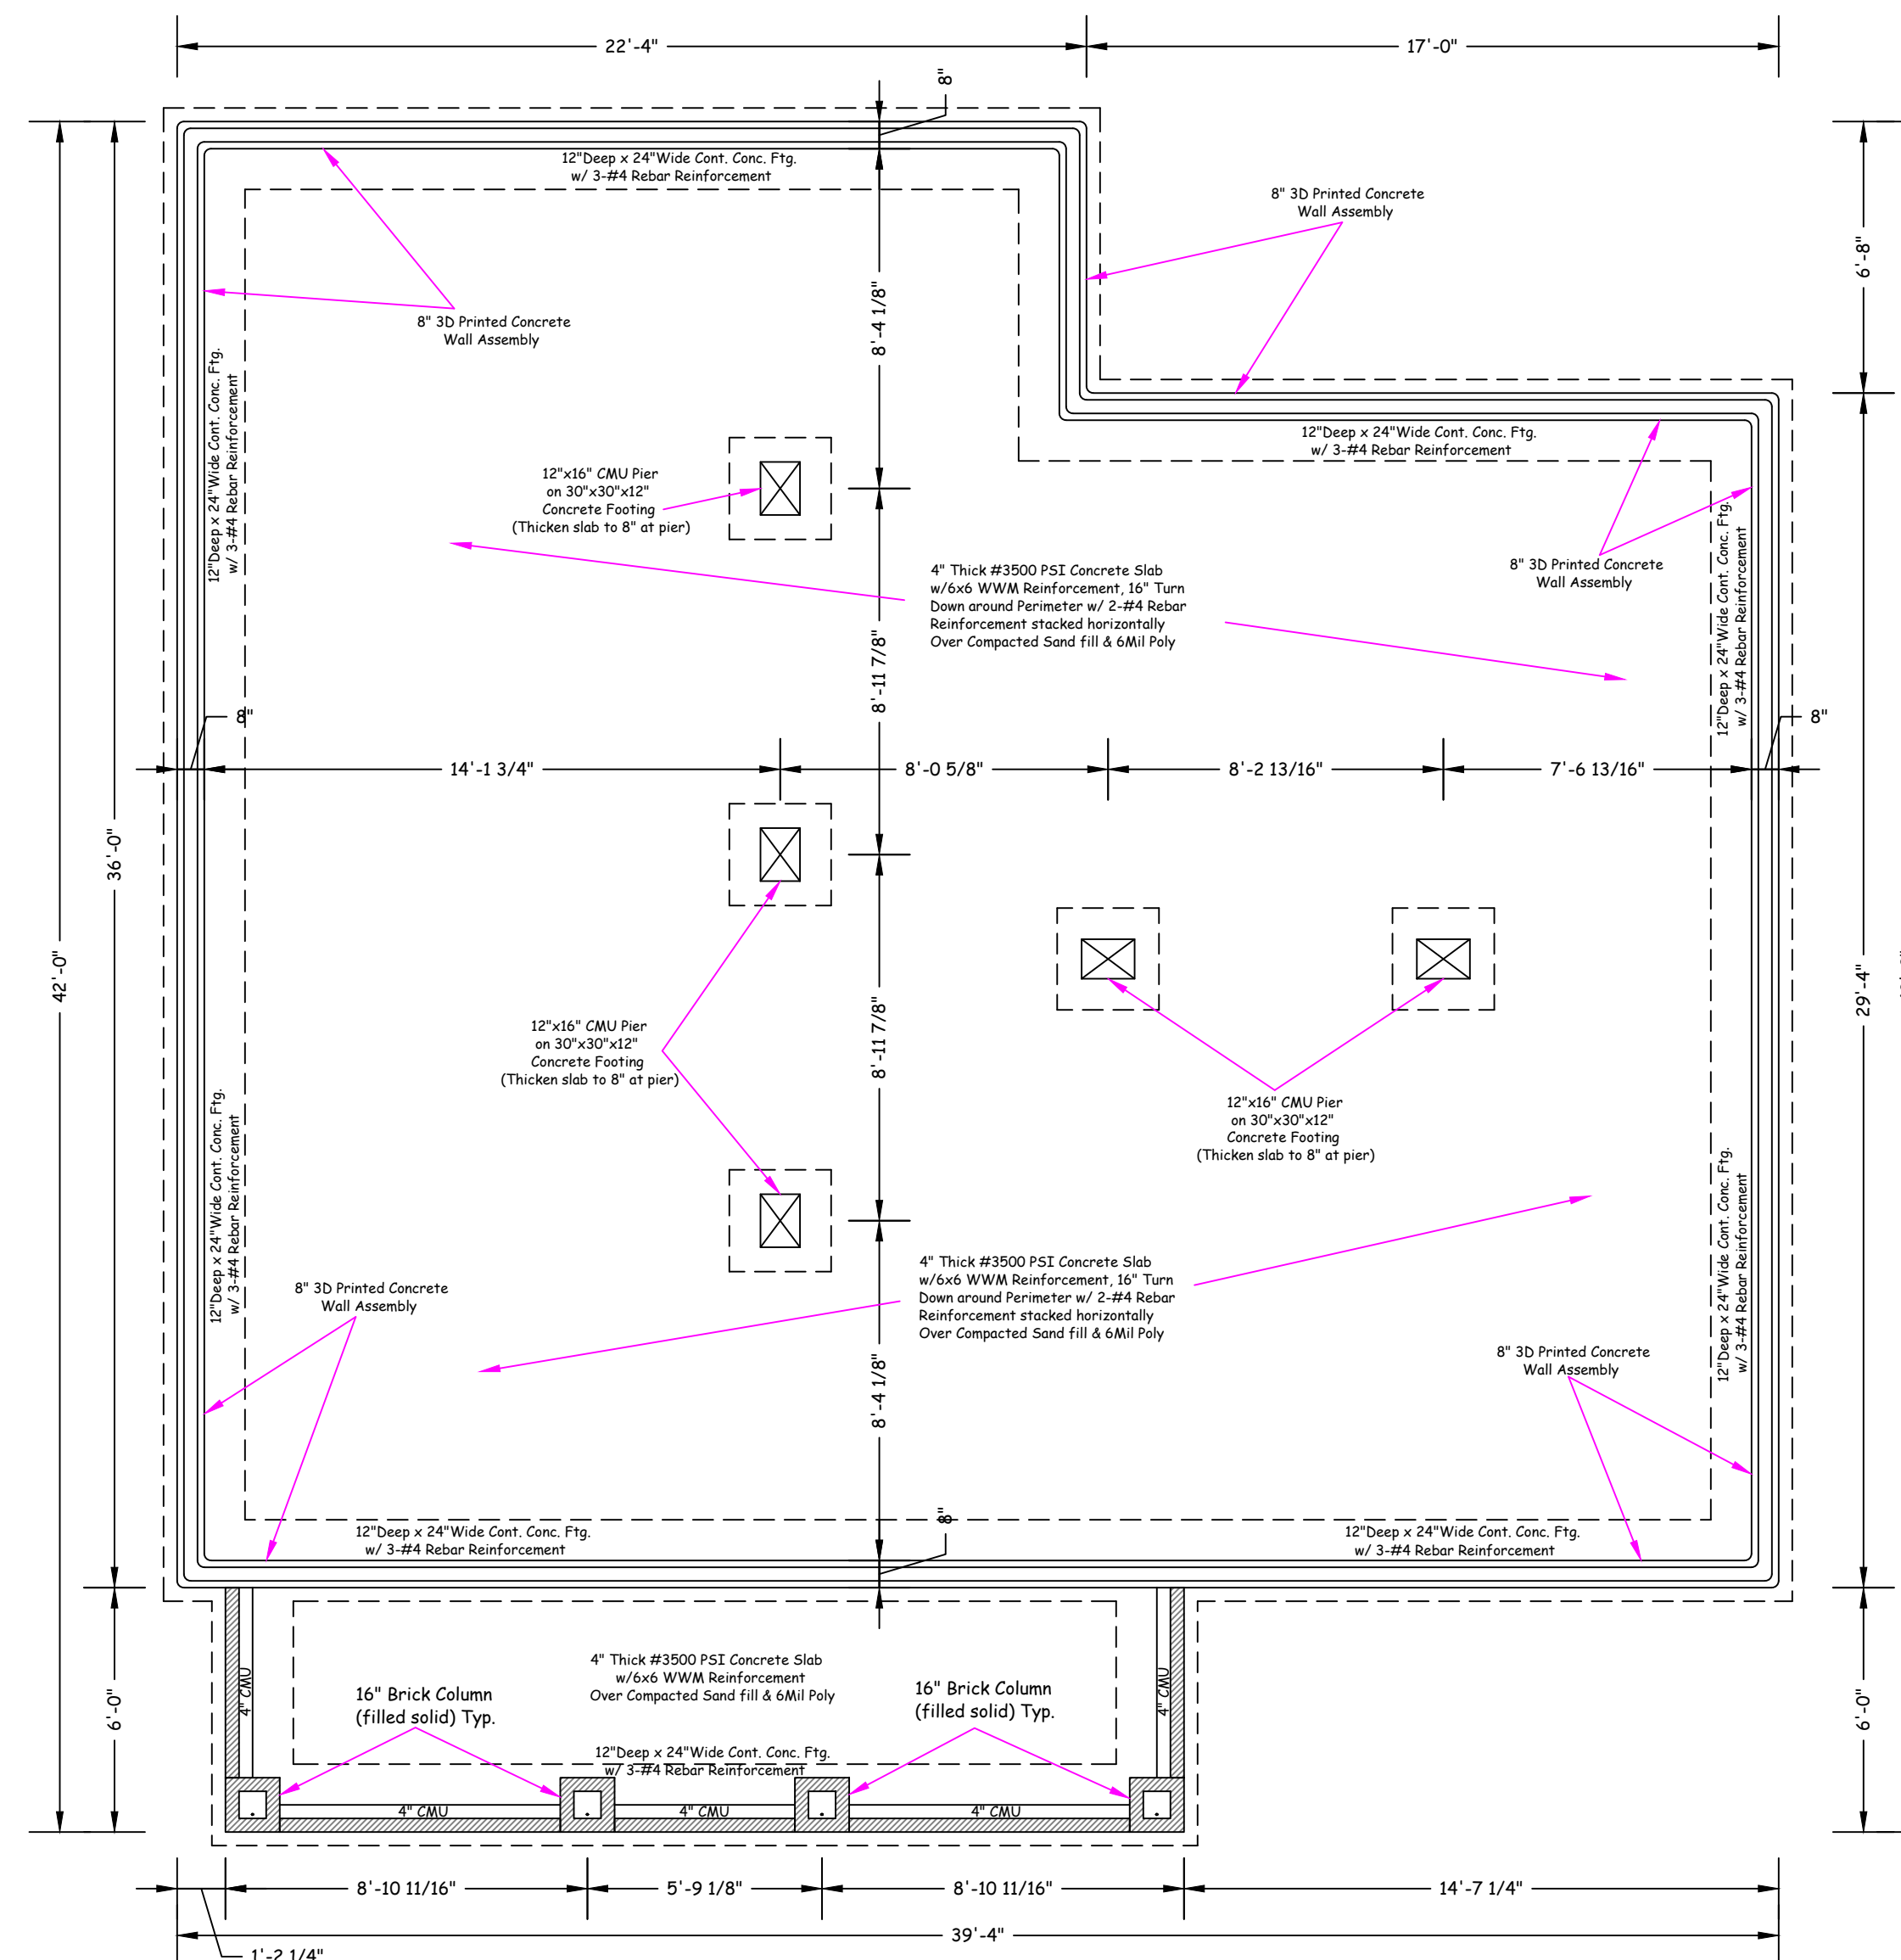 22'-4"
17'-0"
8"
12"Deep x 24"Wide Cont. Conc. Ftg.
w/ 3-#4 Rebar Reinforcement
8" 3D Printed Concrete
Wall Assembly
6'-8"
8'-4 1/8"
8" 3D Printed Concrete
Wall Assembly
12"Deep x 24"Wide Cont. Conc. Ftg.
w/ 3-#4 Rebar Reinforcement
12"Deep x 24"Wide Cont. Conc. Ftg.
w/ 3-#4 Rebar Reinforcement
12"x16" CMU Pier
on 30"x30"x12"
Concrete Footing
(Thicken slab to 8" at pier)
4" Thick #3500 PSI Concrete Slab
w/6x6 WWM Reinforcement, 16" Turn
Down around Perimeter w/ 2-#4 Rebar
Reinforcement stacked horizontally
Over Compacted Sand fill & 6Mil Poly
8" 3D Printed Concrete
Wall Assembly
12"Deep x 24"Wide Cont. Conc. Ftg.
w/ 3-#4 Rebar Reinforcement
8'-11 7/8"
8"
8"
14'-1 3/4"
8'-0 5/8"
8'-2 13/16"
7'-6 13/16"
36'-0"
42'-0"
29'-4"
12"x16" CMU Pier
on 30"x30"x12"
Concrete Footing
(Thicken slab to 8" at pier)
8'-11 7/8"
12"x16" CMU Pier
on 30"x30"x12"
Concrete Footing
(Thicken slab to 8" at pier)
12"Deep x 24"Wide Cont. Conc. Ftg.
w/ 3-#4 Rebar Reinforcement
12"Deep x 24"Wide Cont. Conc. Ftg.
w/ 3-#4 Rebar Reinforcement
8" 3D Printed Concrete
Wall Assembly
4" Thick #3500 PSI Concrete Slab
w/6x6 WWM Reinforcement, 16" Turn
Down around Perimeter w/ 2-#4 Rebar
Reinforcement stacked horizontally
Over Compacted Sand fill & 6Mil Poly
8'-4 1/8"
8" 3D Printed Concrete
Wall Assembly
8"
12"Deep x 24"Wide Cont. Conc. Ftg.
w/ 3-#4 Rebar Reinforcement
12"Deep x 24"Wide Cont. Conc. Ftg.
w/ 3-#4 Rebar Reinforcement
4" Thick #3500 PSI Concrete Slab
w/6x6 WWM Reinforcement
Over Compacted Sand fill & 6Mil Poly
4" CMU
4" CMU
16" Brick Column
(filled solid) Typ.
16" Brick Column
(filled solid) Typ.
6'-0"
6'-0"
12"Deep x 24"Wide Cont. Conc. Ftg.
w/ 3-#4 Rebar Reinforcement
4" CMU
4" CMU
4" CMU
8'-10 11/16"
5'-9 1/8"
8'-10 11/16"
14'-7 1/4"
39'-4"
1'-2 1/4"